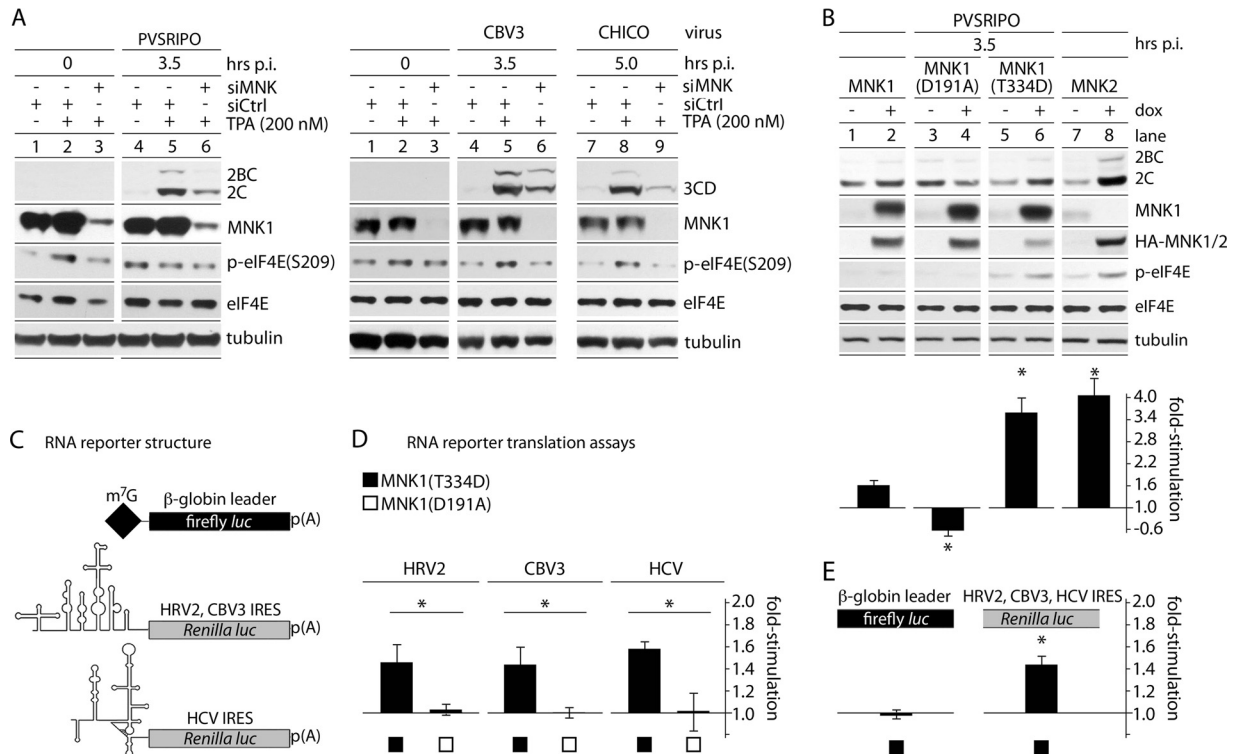 A
PVSRIPO
0 3.5 hrs p.i.
- - + - - + siMNK
+ + - + + - siCtrl
- + + - + + TPA (200 nM)
1 2 3 4 5 6
2BC
2C
MNK1
p-eIF4E(S209)
eIF4E
tubulin
CBV3 CHICO virus
0 3.5 5.0 hrs p.i.
- - + - - + - - + siMNK
+ + - + + - + + - siCtrl
- + + - + + - + + TPA (200 nM)
1 2 3 4 5 6 7 8 9
3CD
MNK1
p-eIF4E(S209)
eIF4E
tubulin
B
PVSRIPO
3.5 hrs p.i.
MNK1 MNK1 (D191A) MNK1 (T334D) MNK2
- + - + - + - + dox
1 2 3 4 5 6 7 8 lane
2BC
2C
MNK1
HA-MNK1/2
p-eIF4E
eIF4E
tubulin
* * *
4.0
2.8
2.2
1.6
1.0
-0.6
fold-stimulation
C RNA reporter structure
m7G β-globin leader
firefly luc p(A)
HRV2, CBV3 IRES
Renilla luc p(A)
HCV IRES
Renilla luc p(A)
D RNA reporter translation assays
MNK1(T334D)
MNK1(D191A)
HRV2 CBV3 HCV
* * *
2.0
1.8
1.6
1.4
1.2
1.0
fold-stimulation
E
β-globin leader HRV2, CBV3, HCV IRES
firefly luc Renilla luc
*
2.0
1.8
1.6
1.4
1.2
1.0
fold-stimulation